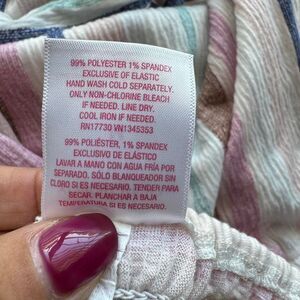 99% POLYESTER 1% SPANDEX
EXCLUSIVE OF ELASTIC
HAND WASH COLD SEPARATELY.
ONLY NON-CHLORINE BLEACH
IF NEEDED. LINE DRY.
COOL IRON IF NEEDED.
RN17730 VN1345353
99% POLIÉSTER, 1% SPANDEX
EXCLUSIVO DE ELÁSTICO
LAVAR A MANO CON AGUA FRÍA POR
SEPARADO. SÓLO BLANQUEADOR SIN
CLORO SI ES NECESARIO. TENDER PARA
SECAR. PLANCHAR A BAJA
TEMPERATURA SI ES NECESARIO.